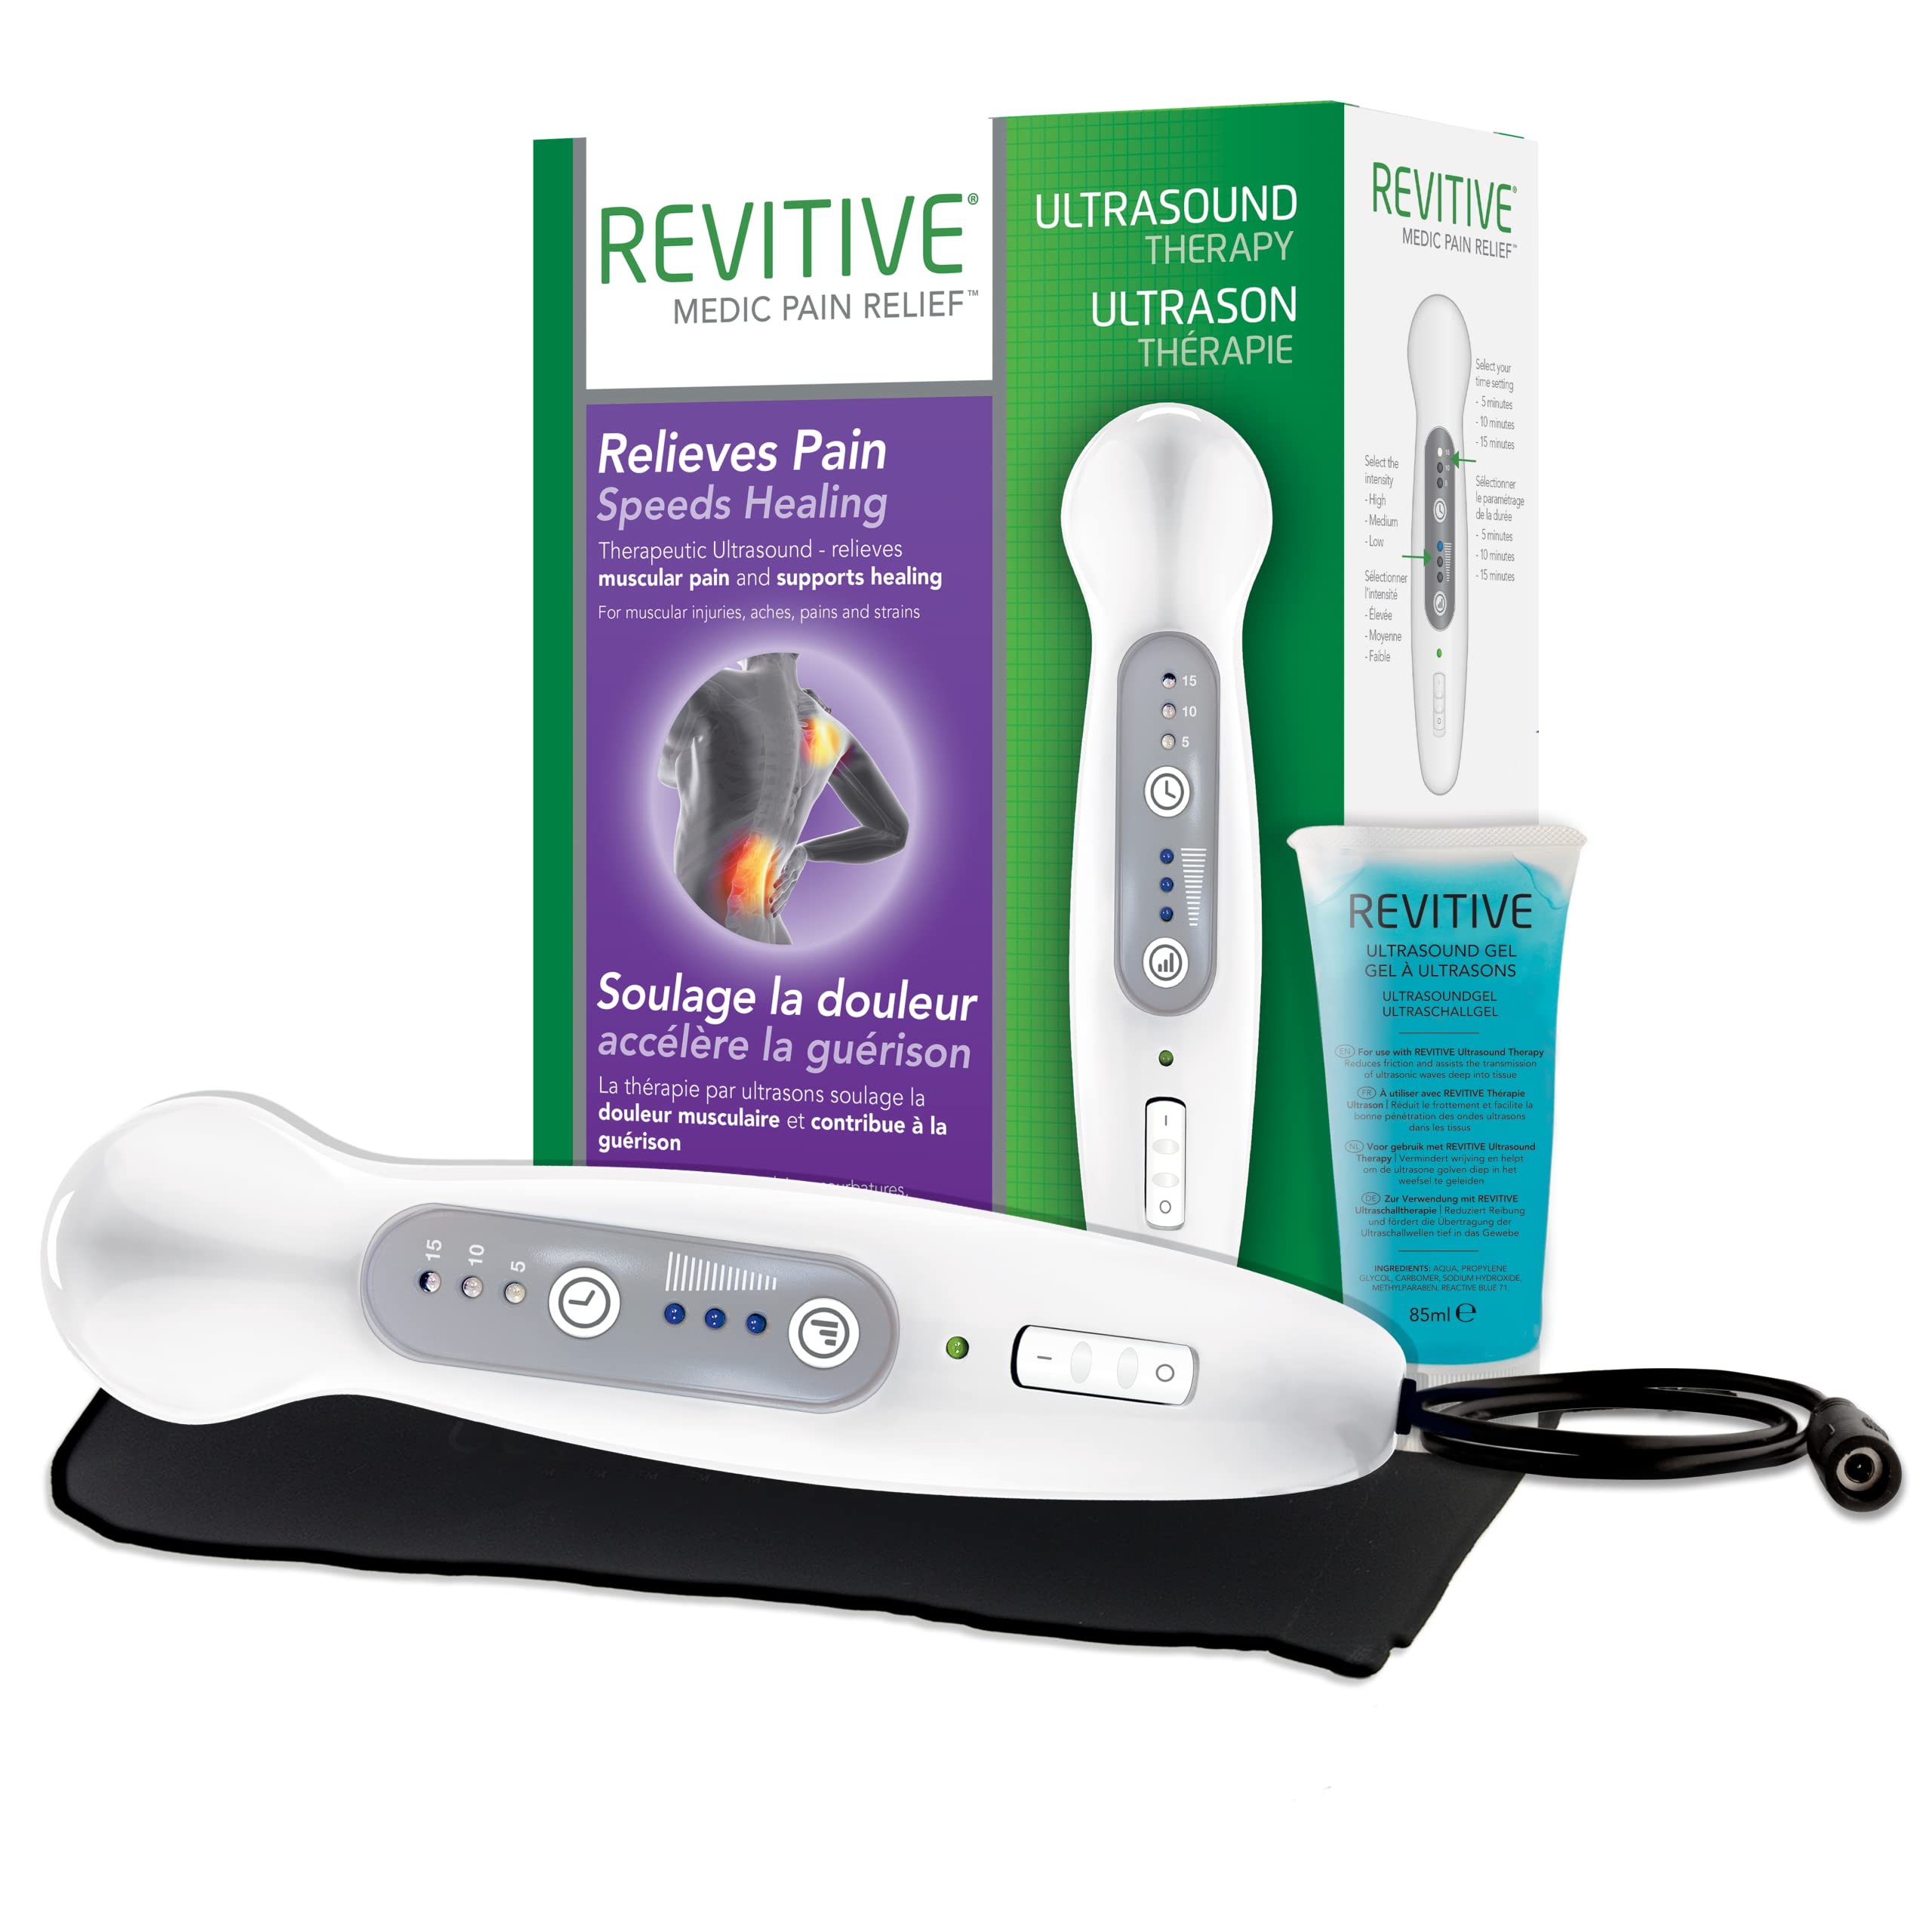 REVITIVE®
MEDIC PAIN RELIEF™
Relieves Pain
Speeds Healing
Therapeutic Ultrasound - relieves
muscular pain and supports healing
For muscular injuries, aches, pains and strains
Soulage la douleur
accélère la guérison
La thérapie par ultrasons soulage la
douleur musculaire et contribue à la
guérison
ULTRASOUND
THERAPY
ULTRASON
THÉRAPIE
15
10
5
I
O
REVITIVE®
MEDIC PAIN RELIEF™
Select your
time setting
- 5 minutes
- 10 minutes
- 15 minutes
Select the
intensity
- High
- Medium
- Low
Sélectionner
le paramétrage
de la durée
- 5 minutes
- 10 minutes
- 15 minutes
Sélectionner
l'intensité
- Élevée
- Moyenne
- Faible
REVITIVE
ULTRASOUND GEL
GEL À ULTRASONS
ULTRASOUNDGEL
ULTRASCHALLGEL
EN For use with REVITIVE Ultrasound Therapy
Reduces friction and assists the transmission
of ultrasonic waves deep into tissue
FR À utiliser avec REVITIVE Thérapie
Ultrason | Réduit le frottement et facilite la
bonne pénétration des ondes ultrasons
dans les tissus
NL Voor gebruik met REVITIVE Ultrasound
Therapy | Vermindert wrijving en helpt
om de ultrasone golven diep in het
weefsel te geleiden
DE Zur Verwendung mit REVITIVE
Ultraschalltherapie | Reduziert Reibung
und fördert die Übertragung der
Ultraschallwellen tief in das Gewebe
INGREDIENTS: AQUA, PROPYLENE
GLYCOL, CARBOMER, SODIUM HYDROXIDE,
METHYLPARABEN, REACTIVE BLUE 21.
85ml ℮
15
10
5
I
O